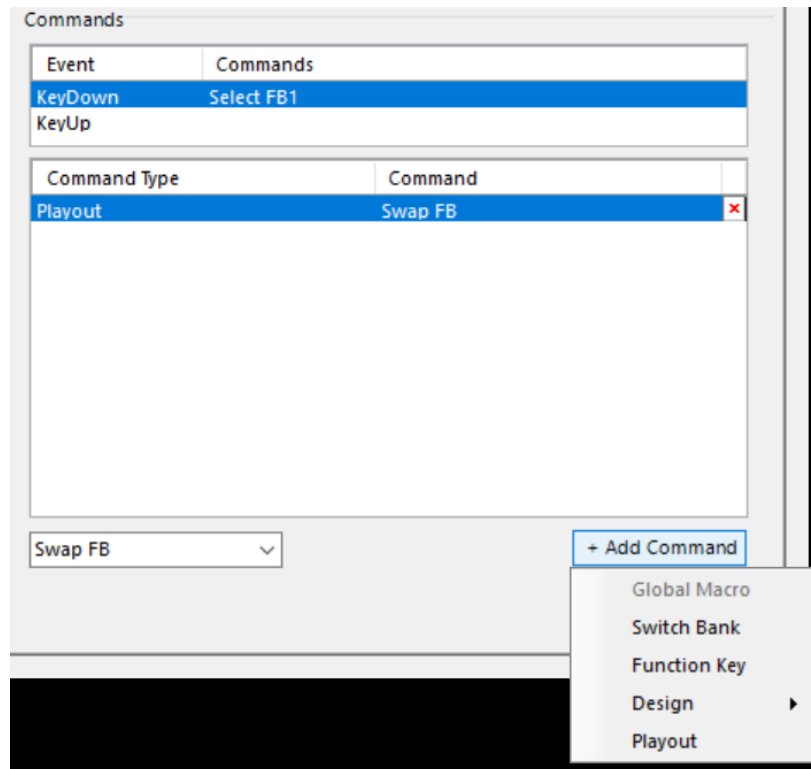 Commands
Event Commands
KeyDown Select FB1
KeyUp
Command Type Command
Playout Swap FB
Swap FB + Add Command
Global Macro
Switch Bank
Function Key
Design
Playout